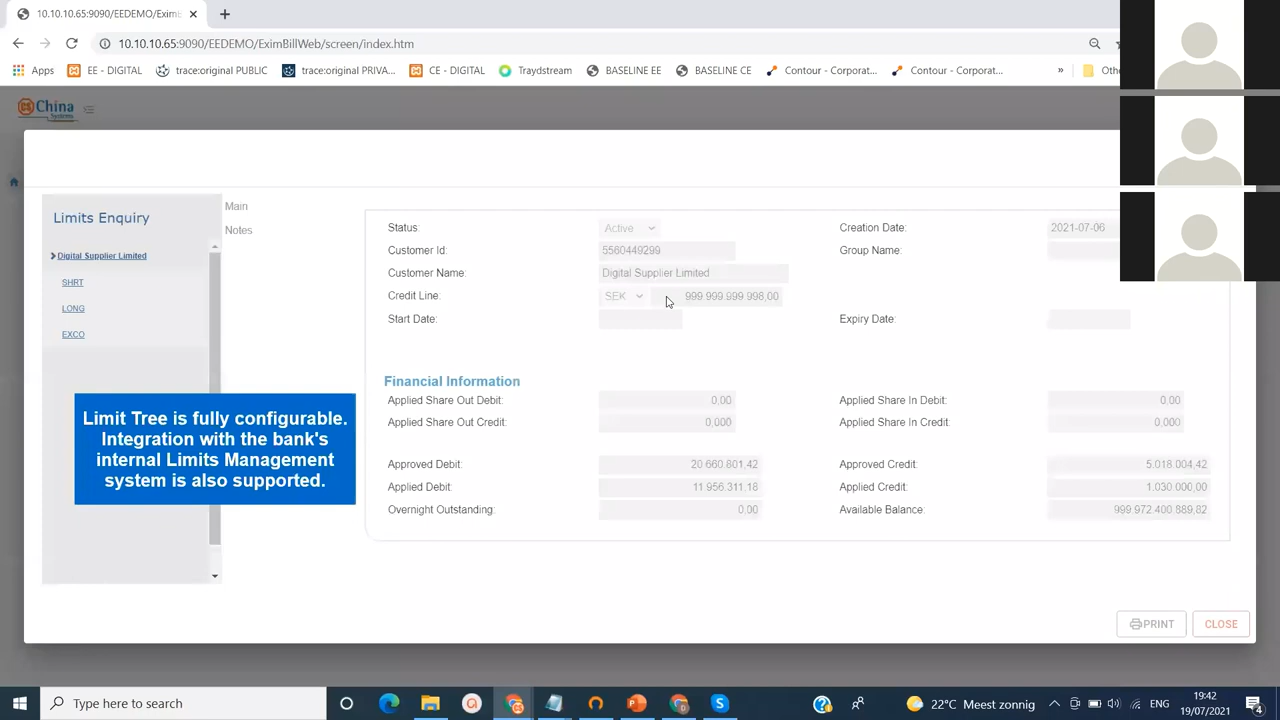 10.10.10.65:9090/EEDEMO/Exim
10.10.10.65:9090/EEDEMO/EximBillWeb/screen/index.htm
Apps EE - DIGITAL trace:original PUBLIC trace:original PRIVA... CE - DIGITAL Traydstream BASELINE EE BASELINE CE Contour - Corporat... Contour - Corporat... » Oth
China
Systems
Limits Enquiry
Digital Supplier Limited
SHRT
LONG
EXCO
Main
Notes
Status: Active Creation Date: 2021-07-06
Customer Id: 5560449299 Group Name:
Customer Name: Digital Supplier Limited
Credit Line: SEK 999.999.999.998,00
Start Date: Expiry Date:
Financial Information
Applied Share Out Debit: 0,00 Applied Share In Debit: 0.00
Applied Share Out Credit: 0,000 Applied Share In Credit: 0,000
Approved Debit: 20.660.801,42 Approved Credit: 5.018.004,42
Applied Debit: 11.956.311,18 Applied Credit: 1.030.000,00
Overnight Outstanding: 0.00 Available Balance: 999.972.400.889,82
Limit Tree is fully configurable.
Integration with the bank's
internal Limits Management
system is also supported.
PRINT CLOSE
Type here to search
22°C Meest zonnig ENG 19:42
19/07/2021 4